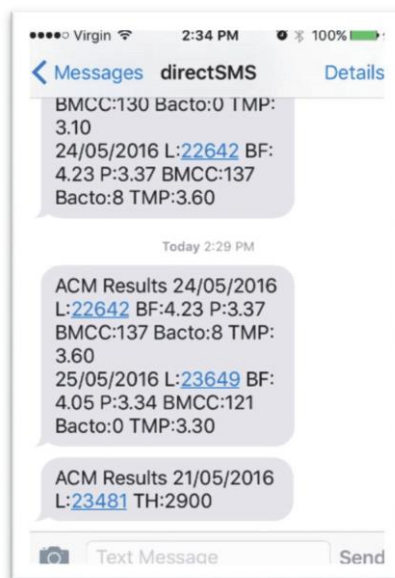 Virgin 2:34 PM 100%
Messages directSMS Details
BMCC:130 Bacto:0 TMP:
3.10
24/05/2016 L:22642 BF:
4.23 P:3.37 BMCC:137
Bacto:8 TMP:3.60
Today 2:29 PM
ACM Results 24/05/2016
L:22642 BF:4.23 P:3.37
BMCC:137 Bacto:8 TMP:
3.60
25/05/2016 L:23649 BF:
4.05 P:3.34 BMCC:121
Bacto:0 TMP:3.30
ACM Results 21/05/2016
L:23481 TH:2900
Text Message Send